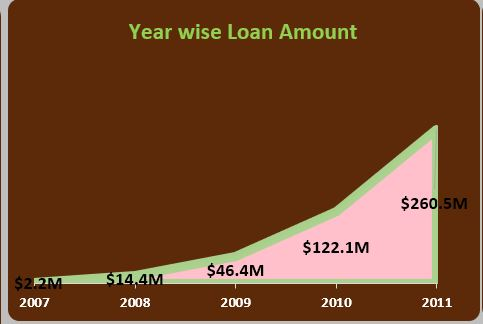 Year wise Loan Amount
$260.5M
$122.1M
$46.4M
$14.4M
$2.2M
2007 2008 2009 2010 2011